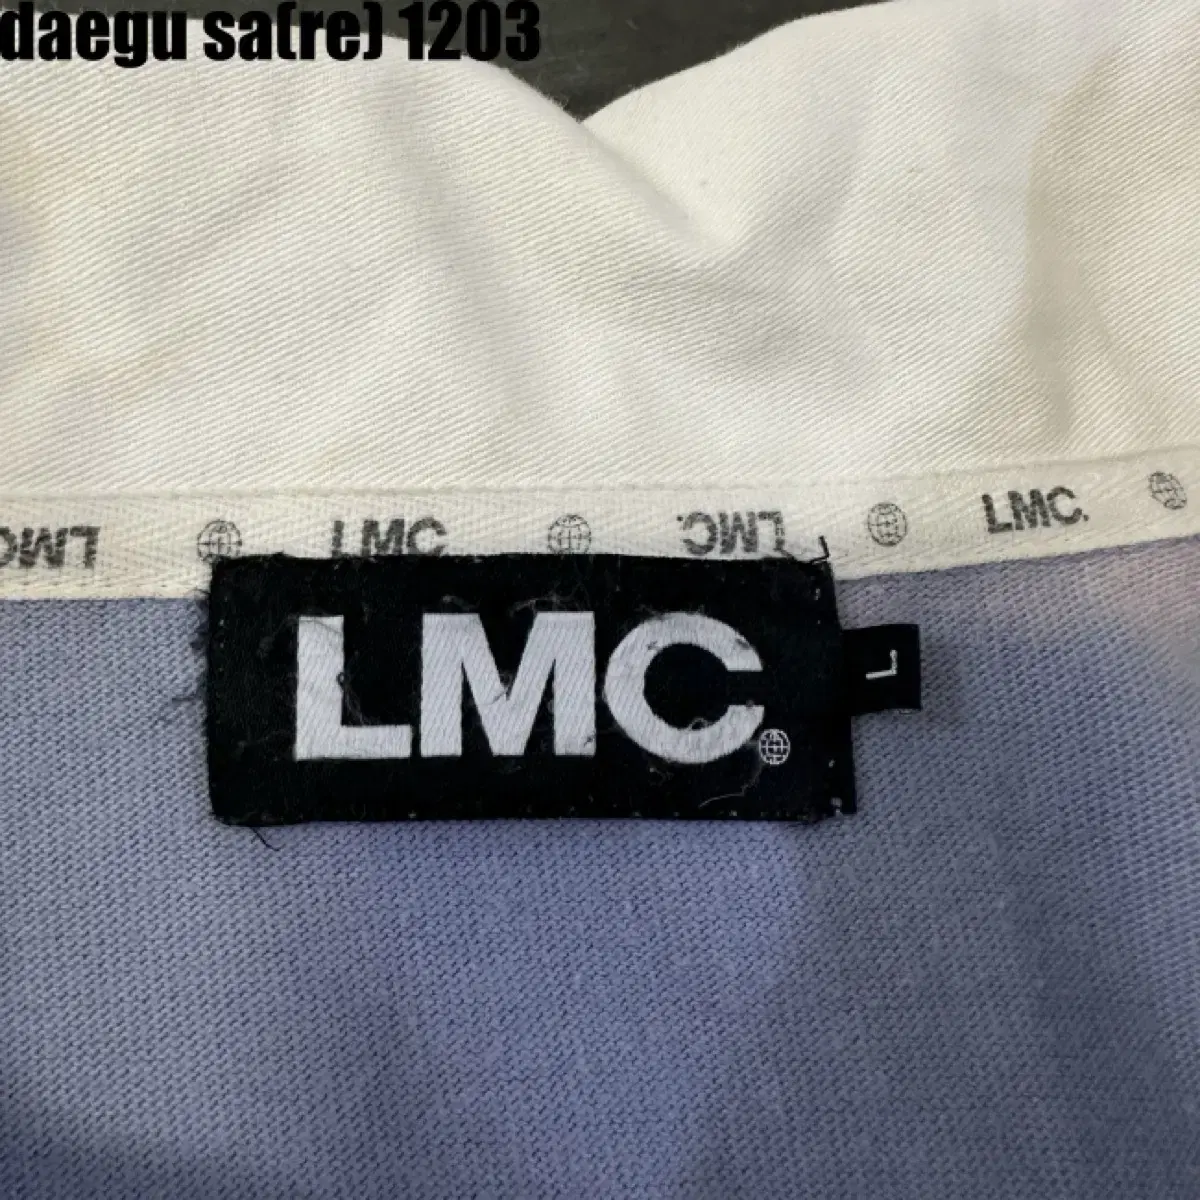 daegu sa(re) 1203
LMC. LMC LMC. LMC.
LMC.
L